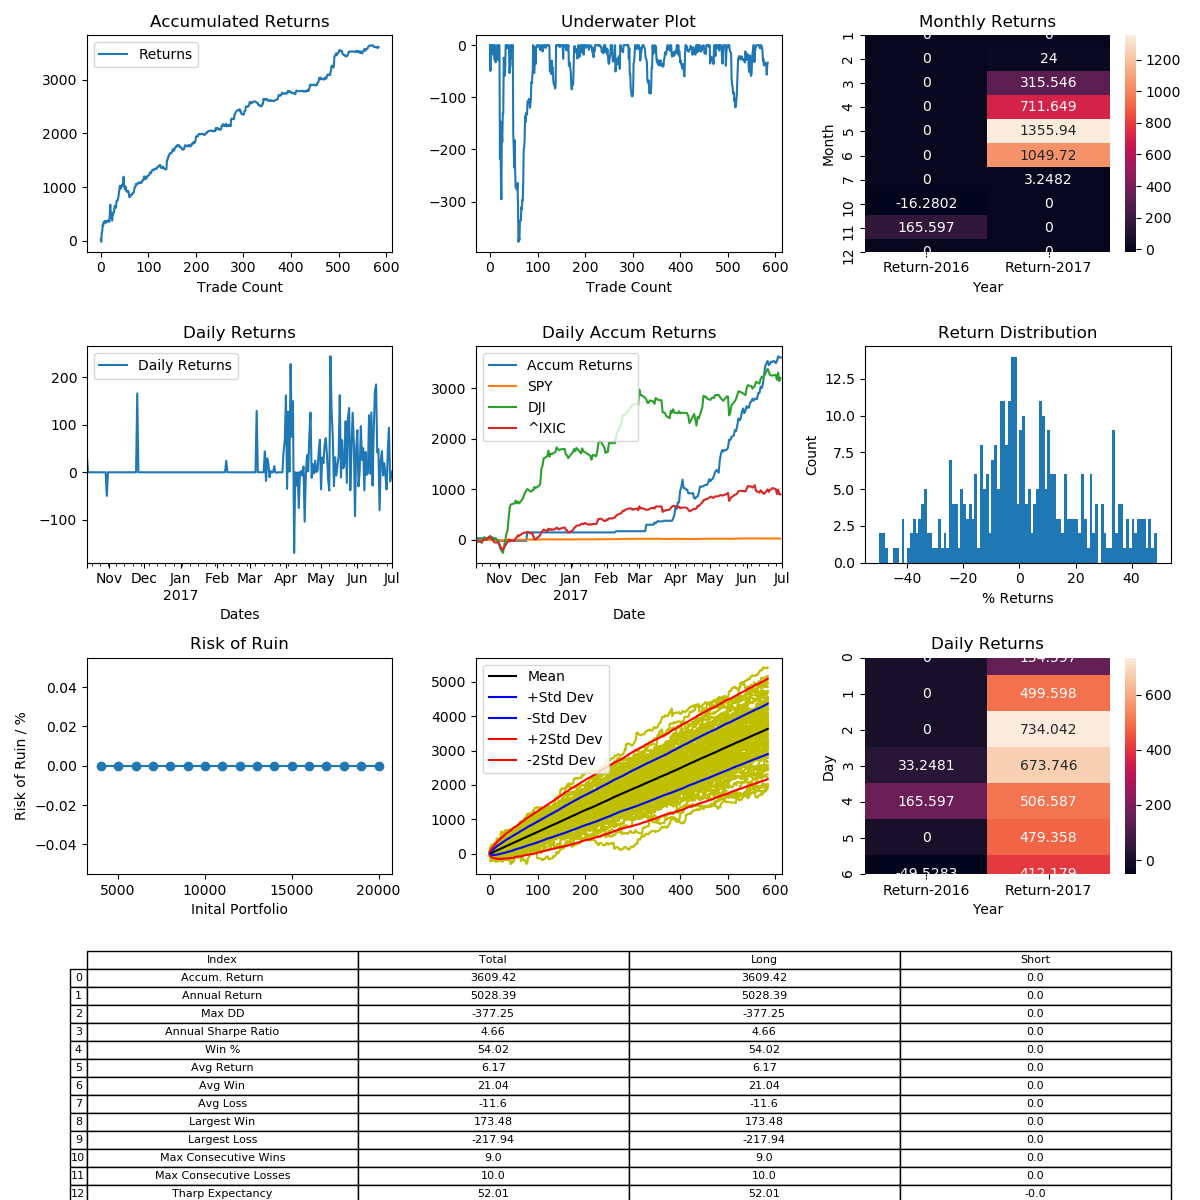 Accumulated Returns
Returns
3000
2000
1000
0
0 100 200 300 400 500 600
Trade Count
Underwater Plot
0
−100
−200
−300
0 100 200 300 400 500 600
Trade Count
Monthly Returns
Month
1 0 0
2 0 24
3 0 315.546
4 0 711.649
5 0 1355.94
6 0 1049.72
7 0 3.2482
10 -16.2802 0
11 165.597 0
12 0 0
Return-2016 Return-2017
Year
1200
1000
800
600
400
200
0
Daily Returns
Daily Returns
200
100
0
−100
Nov Dec Jan Feb Mar Apr May Jun Jul
2017
Dates
Daily Accum Returns
Accum Returns
SPY
DJI
^IXIC
3000
2000
1000
0
Nov Dec Jan Feb Mar Apr May Jun Jul
2017
Date
Return Distribution
Count
12.5
10.0
7.5
5.0
2.5
0.0
−40 −20 0 20 40
% Returns
Risk of Ruin
Risk of Ruin / %
0.04
0.02
0.00
−0.02
−0.04
5000 10000 15000 20000
Inital Portfolio
Mean
+Std Dev
-Std Dev
+2Std Dev
-2Std Dev
5000
4000
3000
2000
1000
0
0 100 200 300 400 500 600
Daily Returns
Day
0 0
1 0 499.598
2 0 734.042
3 33.2481 673.746
4 165.597 506.587
5 0 479.358
6 -49.5283 412.179
Return-2016 Return-2017
Year
600
400
200
0
Index Total Long Short
0 Accum. Return 3609.42 3609.42 0.0
1 Annual Return 5028.39 5028.39 0.0
2 Max DD -377.25 -377.25 0.0
3 Annual Sharpe Ratio 4.66 4.66 0.0
4 Win % 54.02 54.02 0.0
5 Avg Return 6.17 6.17 0.0
6 Avg Win 21.04 21.04 0.0
7 Avg Loss -11.6 -11.6 0.0
8 Largest Win 173.48 173.48 0.0
9 Largest Loss -217.94 -217.94 0.0
10 Max Consecutive Wins 9.0 9.0 0.0
11 Max Consecutive Losses 10.0 10.0 0.0
12 Tharp Expectancy 52.01 52.01 -0.0